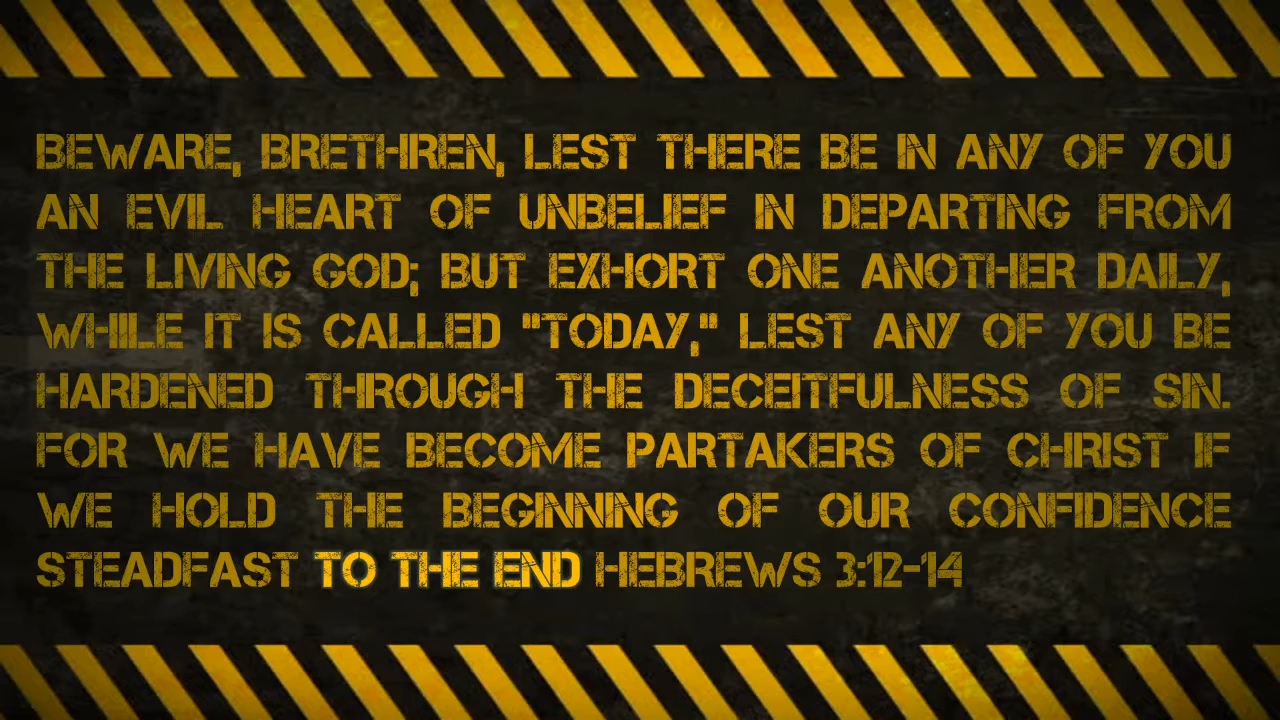 BEWARE, BRETHREN, LEST THERE BE IN ANY OF YOU
AN EVIL HEART OF UNBELIEF IN DEPARTING FROM
THE LIVING GOD; BUT EXHORT ONE ANOTHER DAILY,
WHILE IT IS CALLED "TODAY," LEST ANY OF YOU BE
HARDENED THROUGH THE DECEITFULNESS OF SIN.
FOR WE HAVE BECOME PARTAKERS OF CHRIST IF
WE HOLD THE BEGINNING OF OUR CONFIDENCE
STEADFAST TO THE END HEBREWS 3:12-14